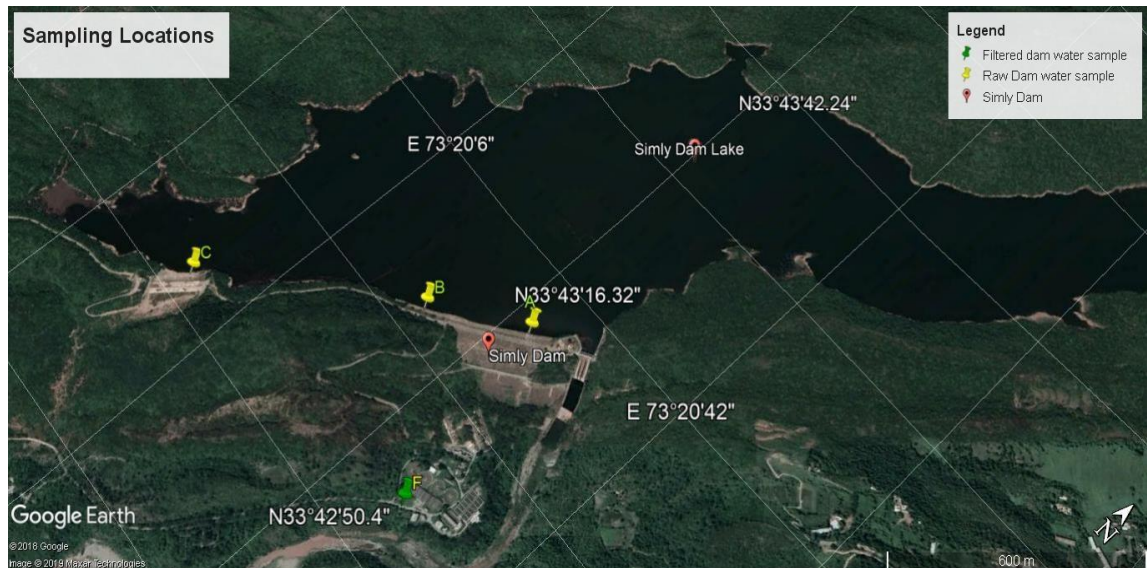 Sampling Locations
Legend
Filtered dam water sample
Raw Dam water sample
Simly Dam
N33°43'42.24"
E 73°20'6"
Simly Dam Lake
C
B
N33°43'16.32"
A
Simly Dam
E 73°20'42"
F
N33°42'50.4"
Google Earth
N
© 2018 Google
Image © 2019 Maxar Technologies
600 m